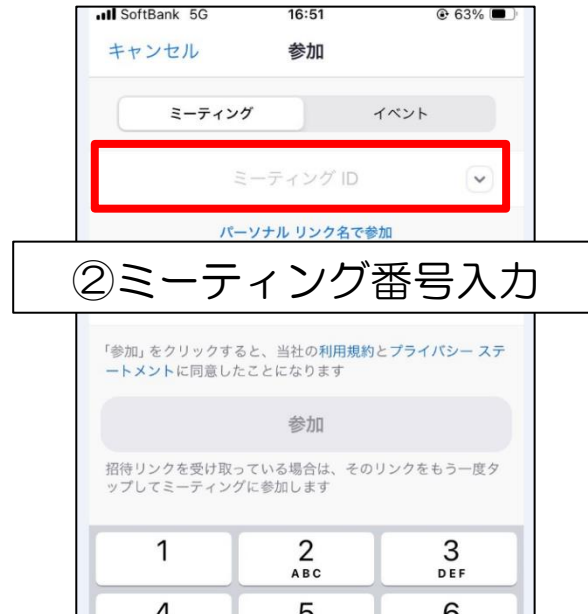 SoftBank 5G 16:51 63%
キャンセル 参加
ミーティング イベント
ミーティング ID
パーソナル リンク名で参加
②ミーティング番号入力
「参加」をクリックすると、当社の利用規約とプライバシー ステ
ートメントに同意したことになります
参加
招待リンクを受け取っている場合は、そのリンクをもう一度タ
ップしてミーティングに参加します
1 2 3
ABC DEF
4 5 6